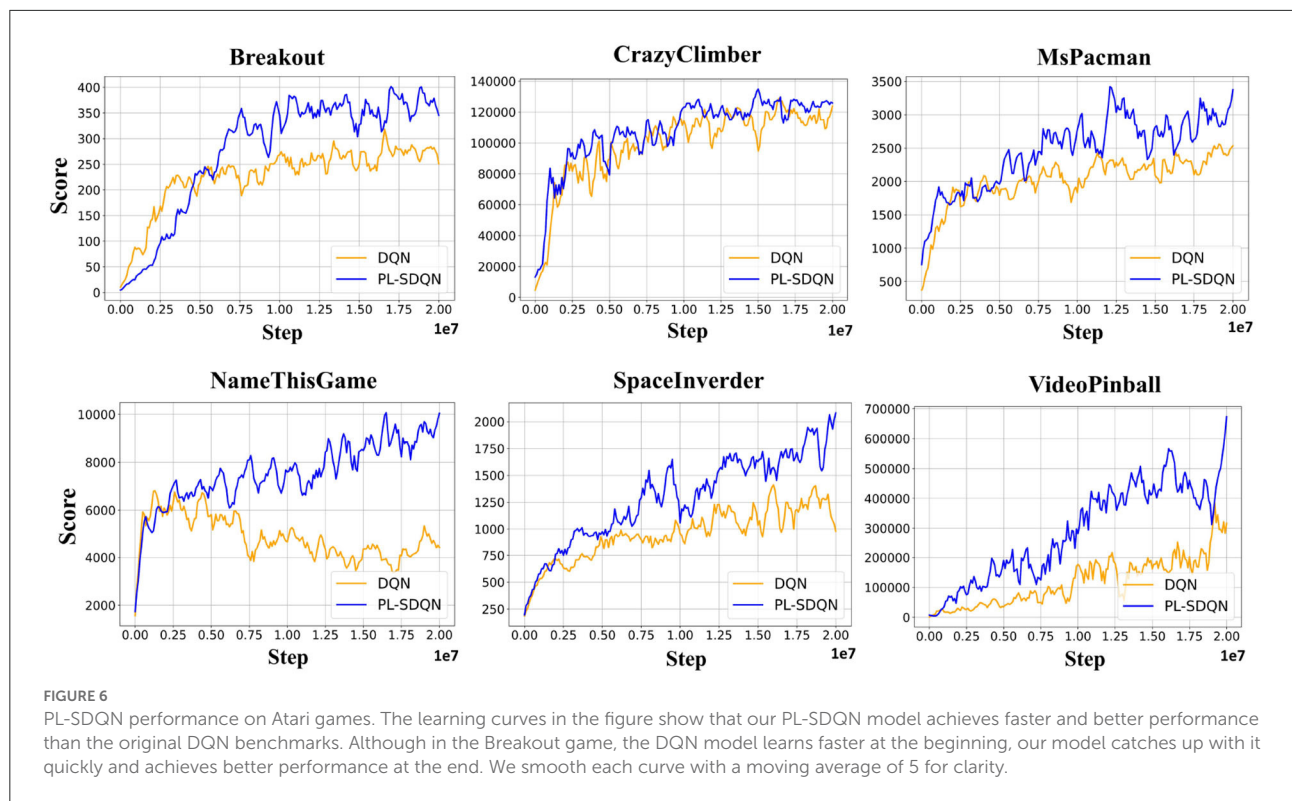 Breakout
CrazyClimber
MsPacman
Score
400
350
300
250
200
150
100
50
0
DQN
PL-SDQN
0.00 0.25 0.50 0.75 1.00 1.25 1.50 1.75 2.00
Step
1e7
140000
120000
100000
80000
60000
40000
20000
0
DQN
PL-SDQN
0.00 0.25 0.50 0.75 1.00 1.25 1.50 1.75 2.00
Step
1e7
3500
3000
2500
2000
1500
1000
500
DQN
PL-SDQN
0.00 0.25 0.50 0.75 1.00 1.25 1.50 1.75 2.00
Step
1e7
NameThisGame
SpaceInverder
VideoPinball
Score
10000
8000
6000
4000
2000
DQN
PL-SDQN
0.00 0.25 0.50 0.75 1.00 1.25 1.50 1.75 2.00
Step
1e7
2000
1750
1500
1250
1000
750
500
250
DQN
PL-SDQN
0.00 0.25 0.50 0.75 1.00 1.25 1.50 1.75 2.00
Step
1e7
700000
600000
500000
400000
300000
200000
100000
0
DQN
PL-SDQN
0.00 0.25 0.50 0.75 1.00 1.25 1.50 1.75 2.00
Step
1e7
FIGURE 6
PL-SDQN performance on Atari games. The learning curves in the figure show that our PL-SDQN model achieves faster and better performance
than the original DQN benchmarks. Although in the Breakout game, the DQN model learns faster at the beginning, our model catches up with it
quickly and achieves better performance at the end. We smooth each curve with a moving average of 5 for clarity.